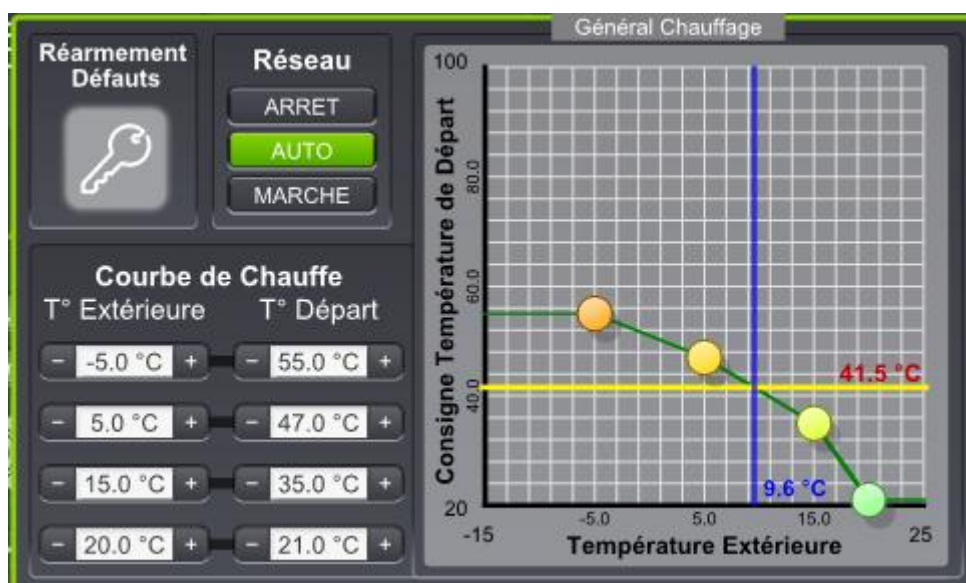 Général Chauffage
Réarmement
Défauts
Réseau
ARRET
AUTO
MARCHE
Courbe de Chauffe
T° Extérieure T° Départ
- -5.0 °C + - 55.0 °C +
- 5.0 °C + - 47.0 °C +
- 15.0 °C + - 35.0 °C +
- 20.0 °C + - 21.0 °C +
Consigne Température de Départ
100
80.0
60.0
40.0
20
41.5 °C
9.6 °C
-15 -5.0 5.0 15.0 25
Température Extérieure